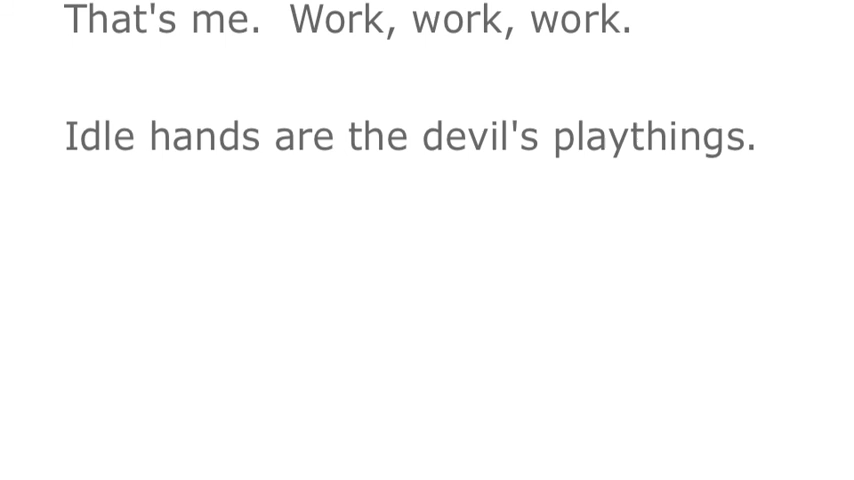 That's me.  Work, work, work.
Idle hands are the devil's playthings.